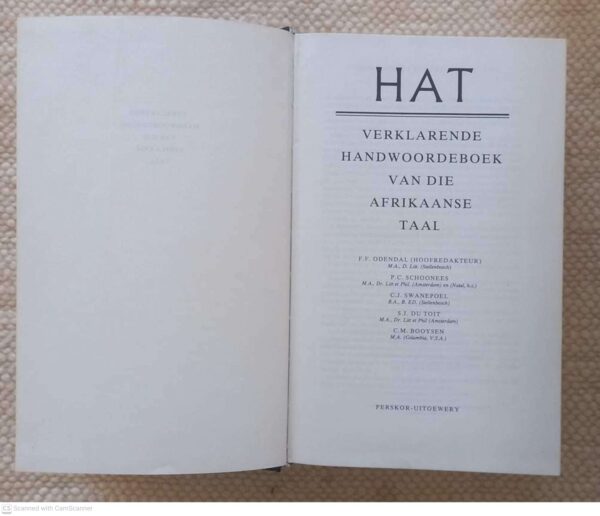 HAT
VERKLARENDE
HANDWOORDEBOEK
VAN DIE
AFRIKAANSE
TAAL
F.F. ODENDAL (HOOFREDAKTEUR)
M.A., D. Litt. (Stellenbosch)
P.C. SCHOONEES
M.A., Dr. Litt et Phil. (Amsterdam) en (Natal, h.c.)
C.J. SWANEPOEL
B.A., B. ED. (Stellenbosch)
S.J. DU TOIT
M.A., Dr. Litt et Phil (Amsterdam)
C.M. BOOYSEN
M.A. (Columbia, V.S.A.)
PERSKOR-UITGEWERY
CS Scanned with CamScanner